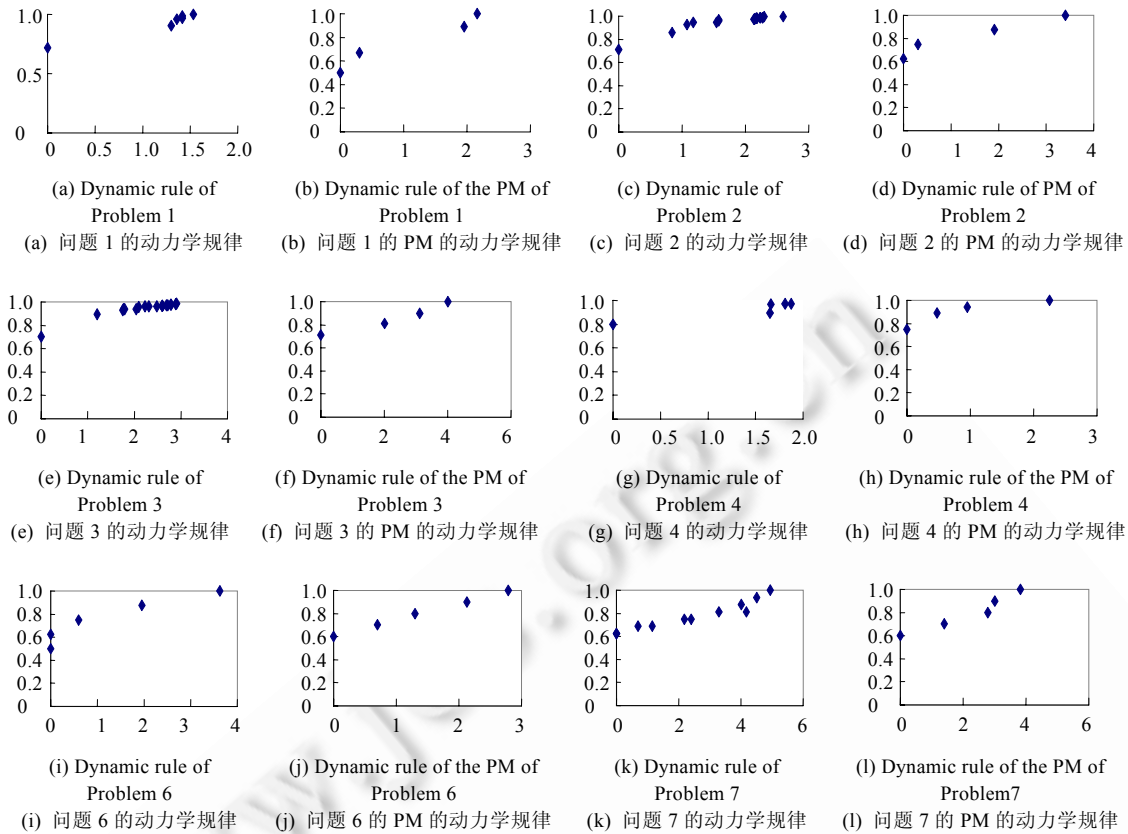 1.0
0.5
0
0 0.5 1.0 1.5 2.0
(a) Dynamic rule of
Problem 1
(a) 问题 1 的动力学规律
1.0
0.8
0.6
0.4
0.2
0
0 1 2 3
(b) Dynamic rule of the PM of
Problem 1
(b) 问题 1 的 PM 的动力学规律
1.0
0.8
0.6
0.4
0.2
0
0 1 2 3
(c) Dynamic rule of
Problem 2
(c) 问题 2 的动力学规律
1.0
0.8
0.6
0.4
0.2
0
0 1 2 3 4
(d) Dynamic rule of PM of
Problem 2
(d) 问题 2 的 PM 的动力学规律
1.0
0.8
0.6
0.4
0.2
0
0 1 2 3 4
(e) Dynamic rule of
Problem 3
(e) 问题 3 的动力学规律
1.0
0.8
0.6
0.4
0.2
0
0 2 4 6
(f) Dynamic rule of the PM of
Problem 3
(f) 问题 3 的 PM 的动力学规律
1.0
0.8
0.6
0.4
0.2
0
0 0.5 1.0 1.5 2.0
(g) Dynamic rule of
Problem 4
(g) 问题 4 的动力学规律
1.0
0.8
0.6
0.4
0.2
0
0 1 2 3
(h) Dynamic rule of the PM of
Problem 4
(h) 问题 4 的 PM 的动力学规律
1.0
0.8
0.6
0.4
0.2
0
0 1 2 3 4
(i) Dynamic rule of
Problem 6
(i) 问题 6 的动力学规律
1.0
0.8
0.6
0.4
0.2
0
0 1 2 3
(j) Dynamic rule of the PM of
Problem 6
(j) 问题 6 的 PM 的动力学规律
1.0
0.8
0.6
0.4
0.2
0
0 2 4 6
(k) Dynamic rule of
Problem 7
(k) 问题 7 的动力学规律
1.0
0.8
0.6
0.4
0.2
0
0 2 4 6
(l) Dynamic rule of the PM of
Problem7
(l) 问题 7 的 PM 的动力学规律